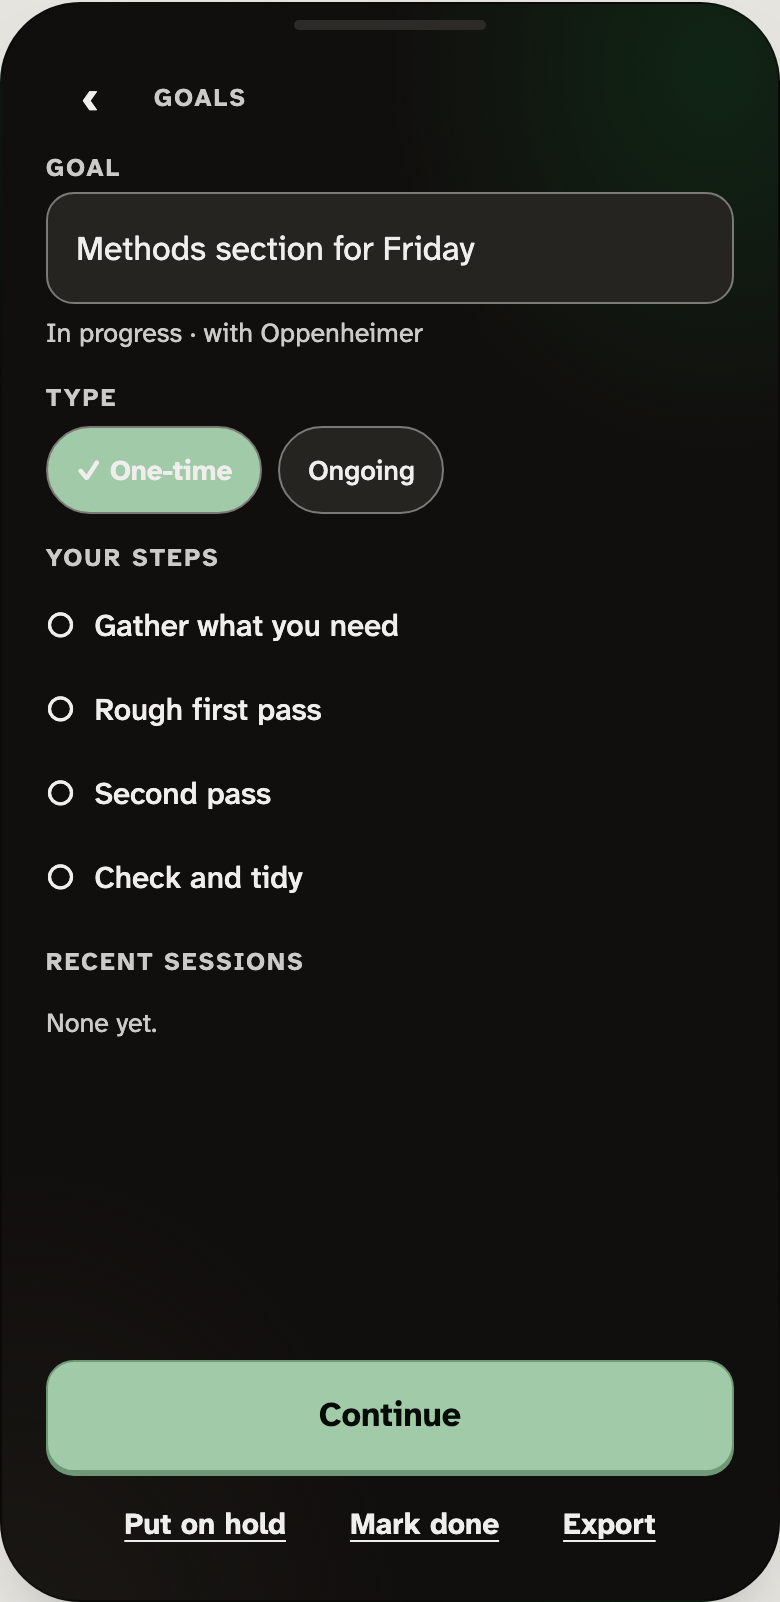 GOALS
GOAL
Methods section for Friday
In progress · with Oppenheimer
TYPE
✓ One-time
Ongoing
YOUR STEPS
Gather what you need
Rough first pass
Second pass
Check and tidy
RECENT SESSIONS
None yet.
Continue
Put on hold
Mark done
Export